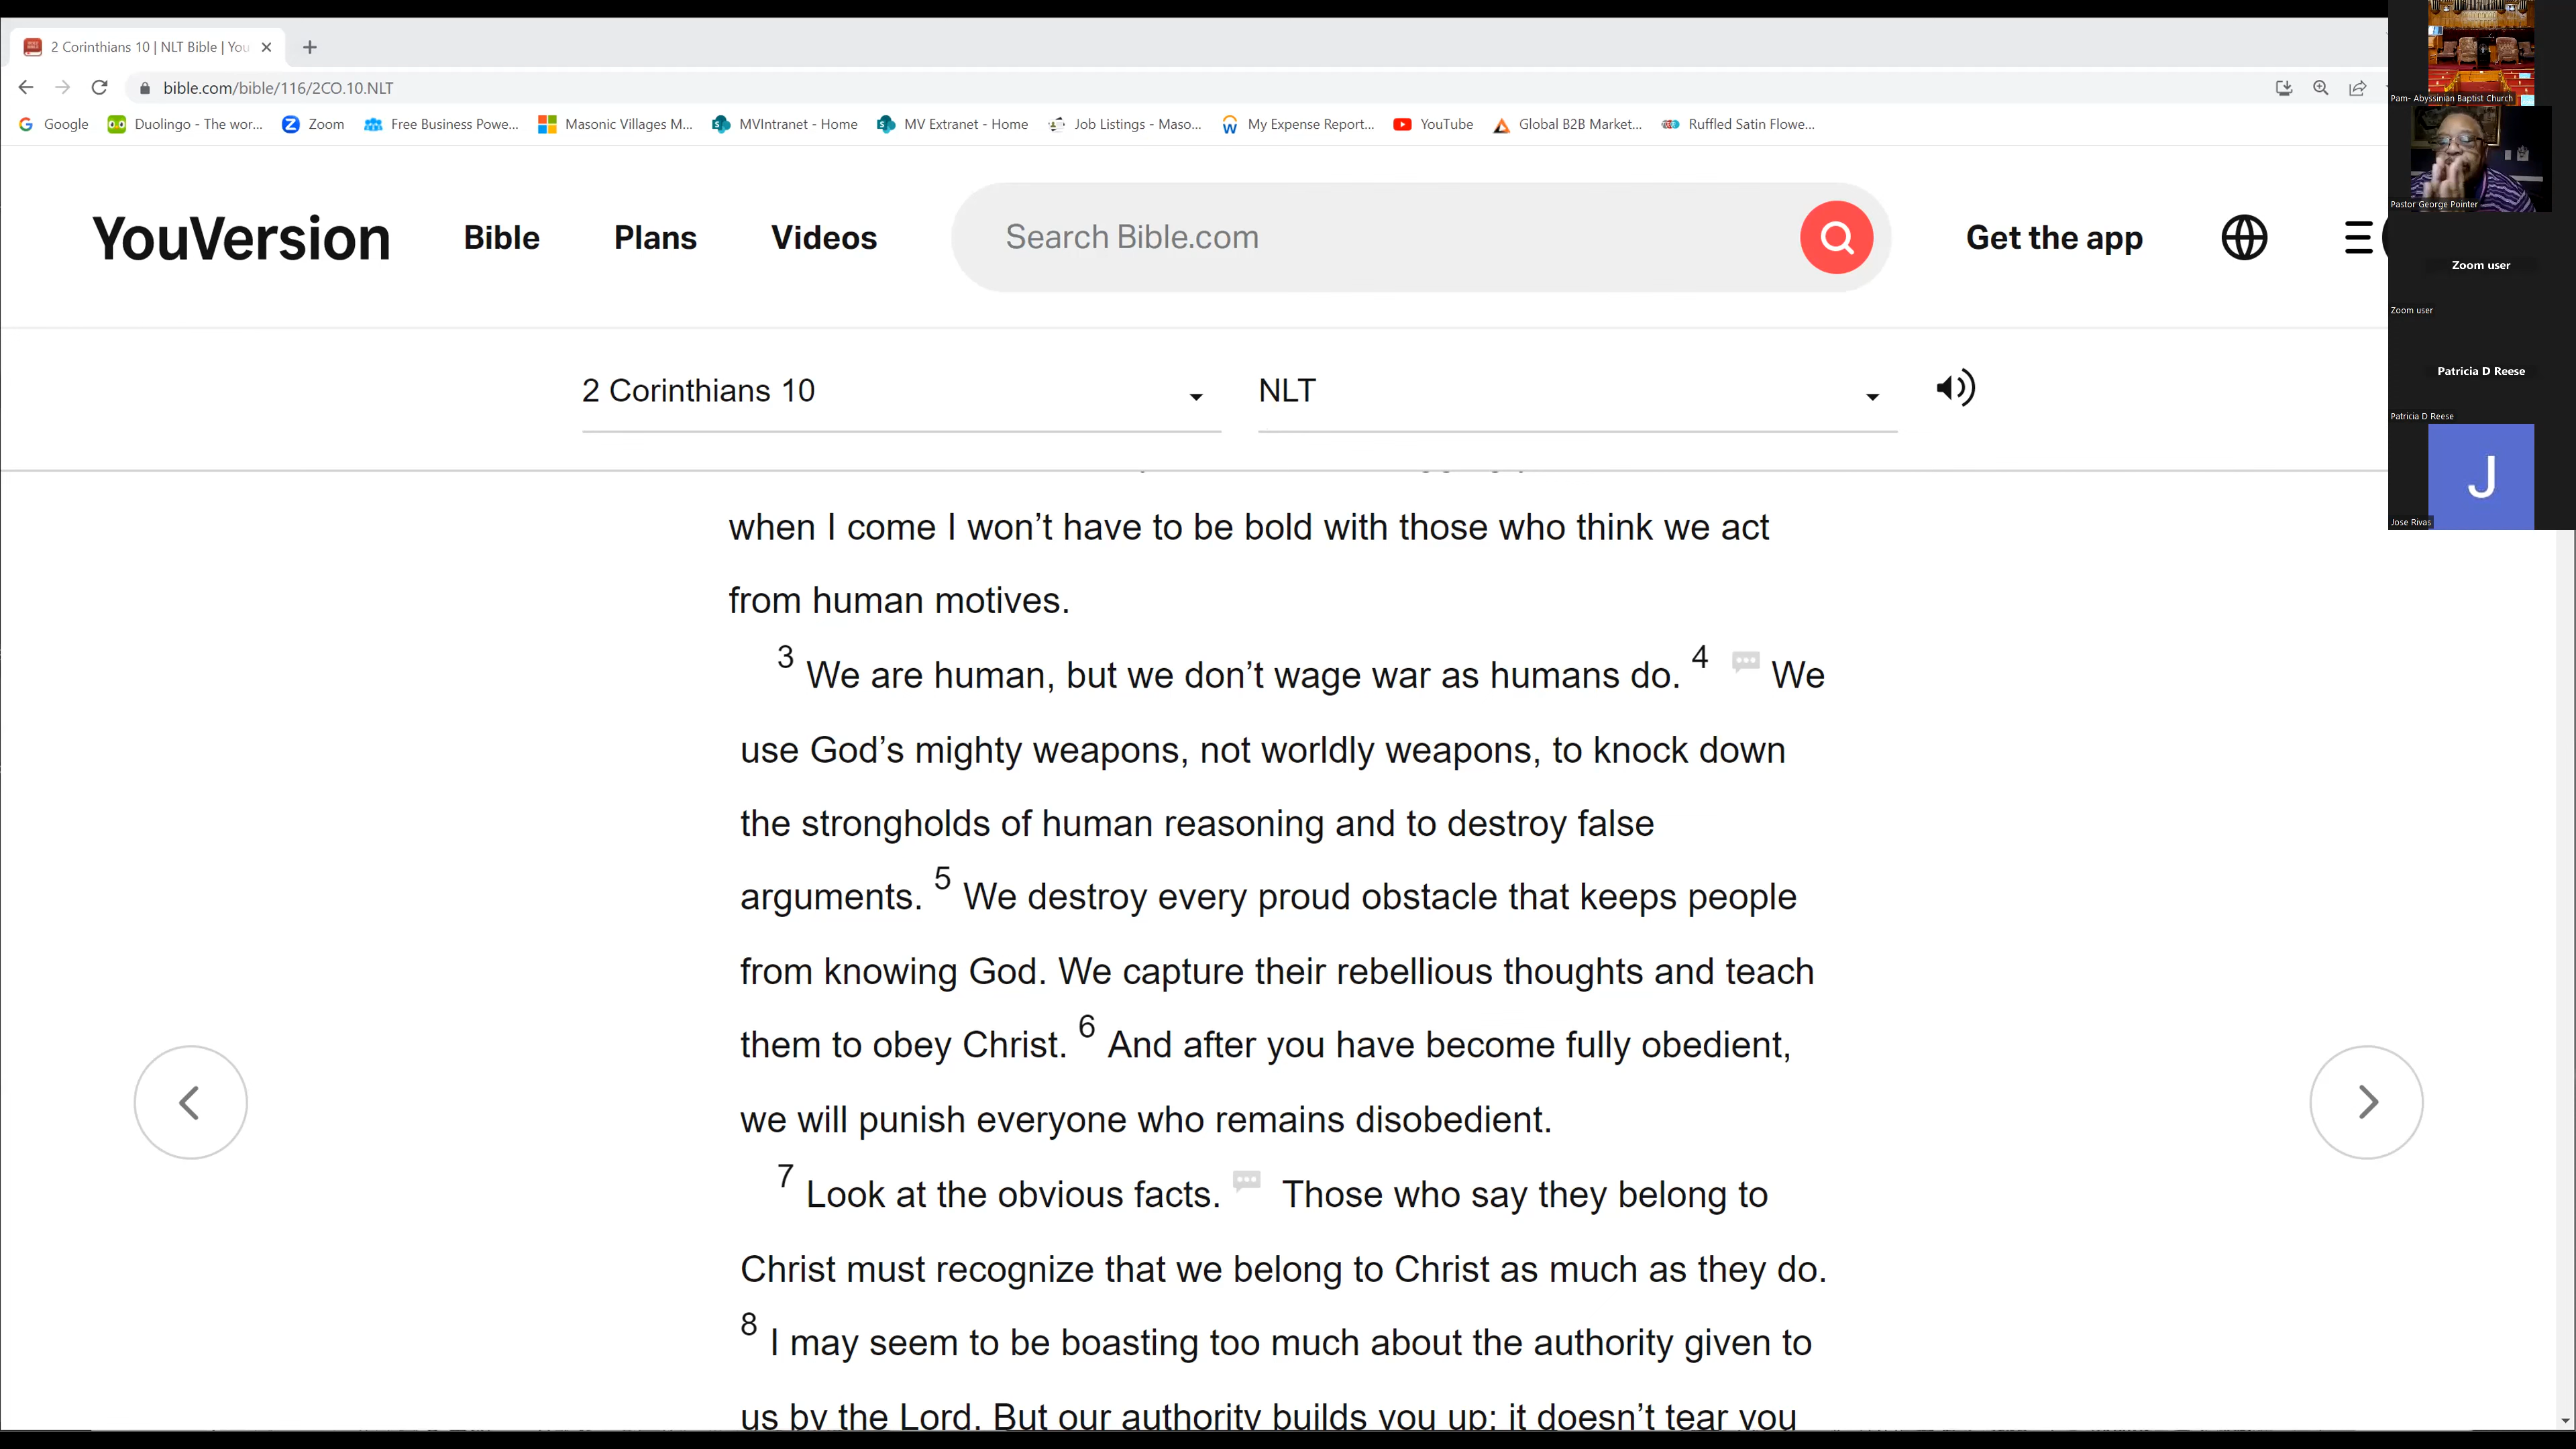 2 Corinthians 10 | NLT Bible | You
bible.com/bible/116/2CO.10.NLT
Google Duolingo - The wor... Zoom Free Business Powe... Masonic Villages M... MVIntranet - Home MV Extranet - Home Job Listings - Maso... My Expense Report... YouTube Global B2B Market... Ruffled Satin Flowe...
YouVersion Bible Plans Videos Search Bible.com Get the app
2 Corinthians 10 NLT
when I come I won’t have to be bold with those who think we act
from human motives.
3 We are human, but we don’t wage war as humans do. 4 We
use God’s mighty weapons, not worldly weapons, to knock down
the strongholds of human reasoning and to destroy false
arguments. 5 We destroy every proud obstacle that keeps people
from knowing God. We capture their rebellious thoughts and teach
them to obey Christ. 6 And after you have become fully obedient,
we will punish everyone who remains disobedient.
7 Look at the obvious facts. Those who say they belong to
Christ must recognize that we belong to Christ as much as they do.
8 I may seem to be boasting too much about the authority given to
us by the Lord. But our authority builds you up; it doesn’t tear you
Pam- Abyssinian Baptist Church
Pastor George Pointer
Zoom user
Zoom user
Patricia D Reese
Patricia D Reese
J
Jose Rivas